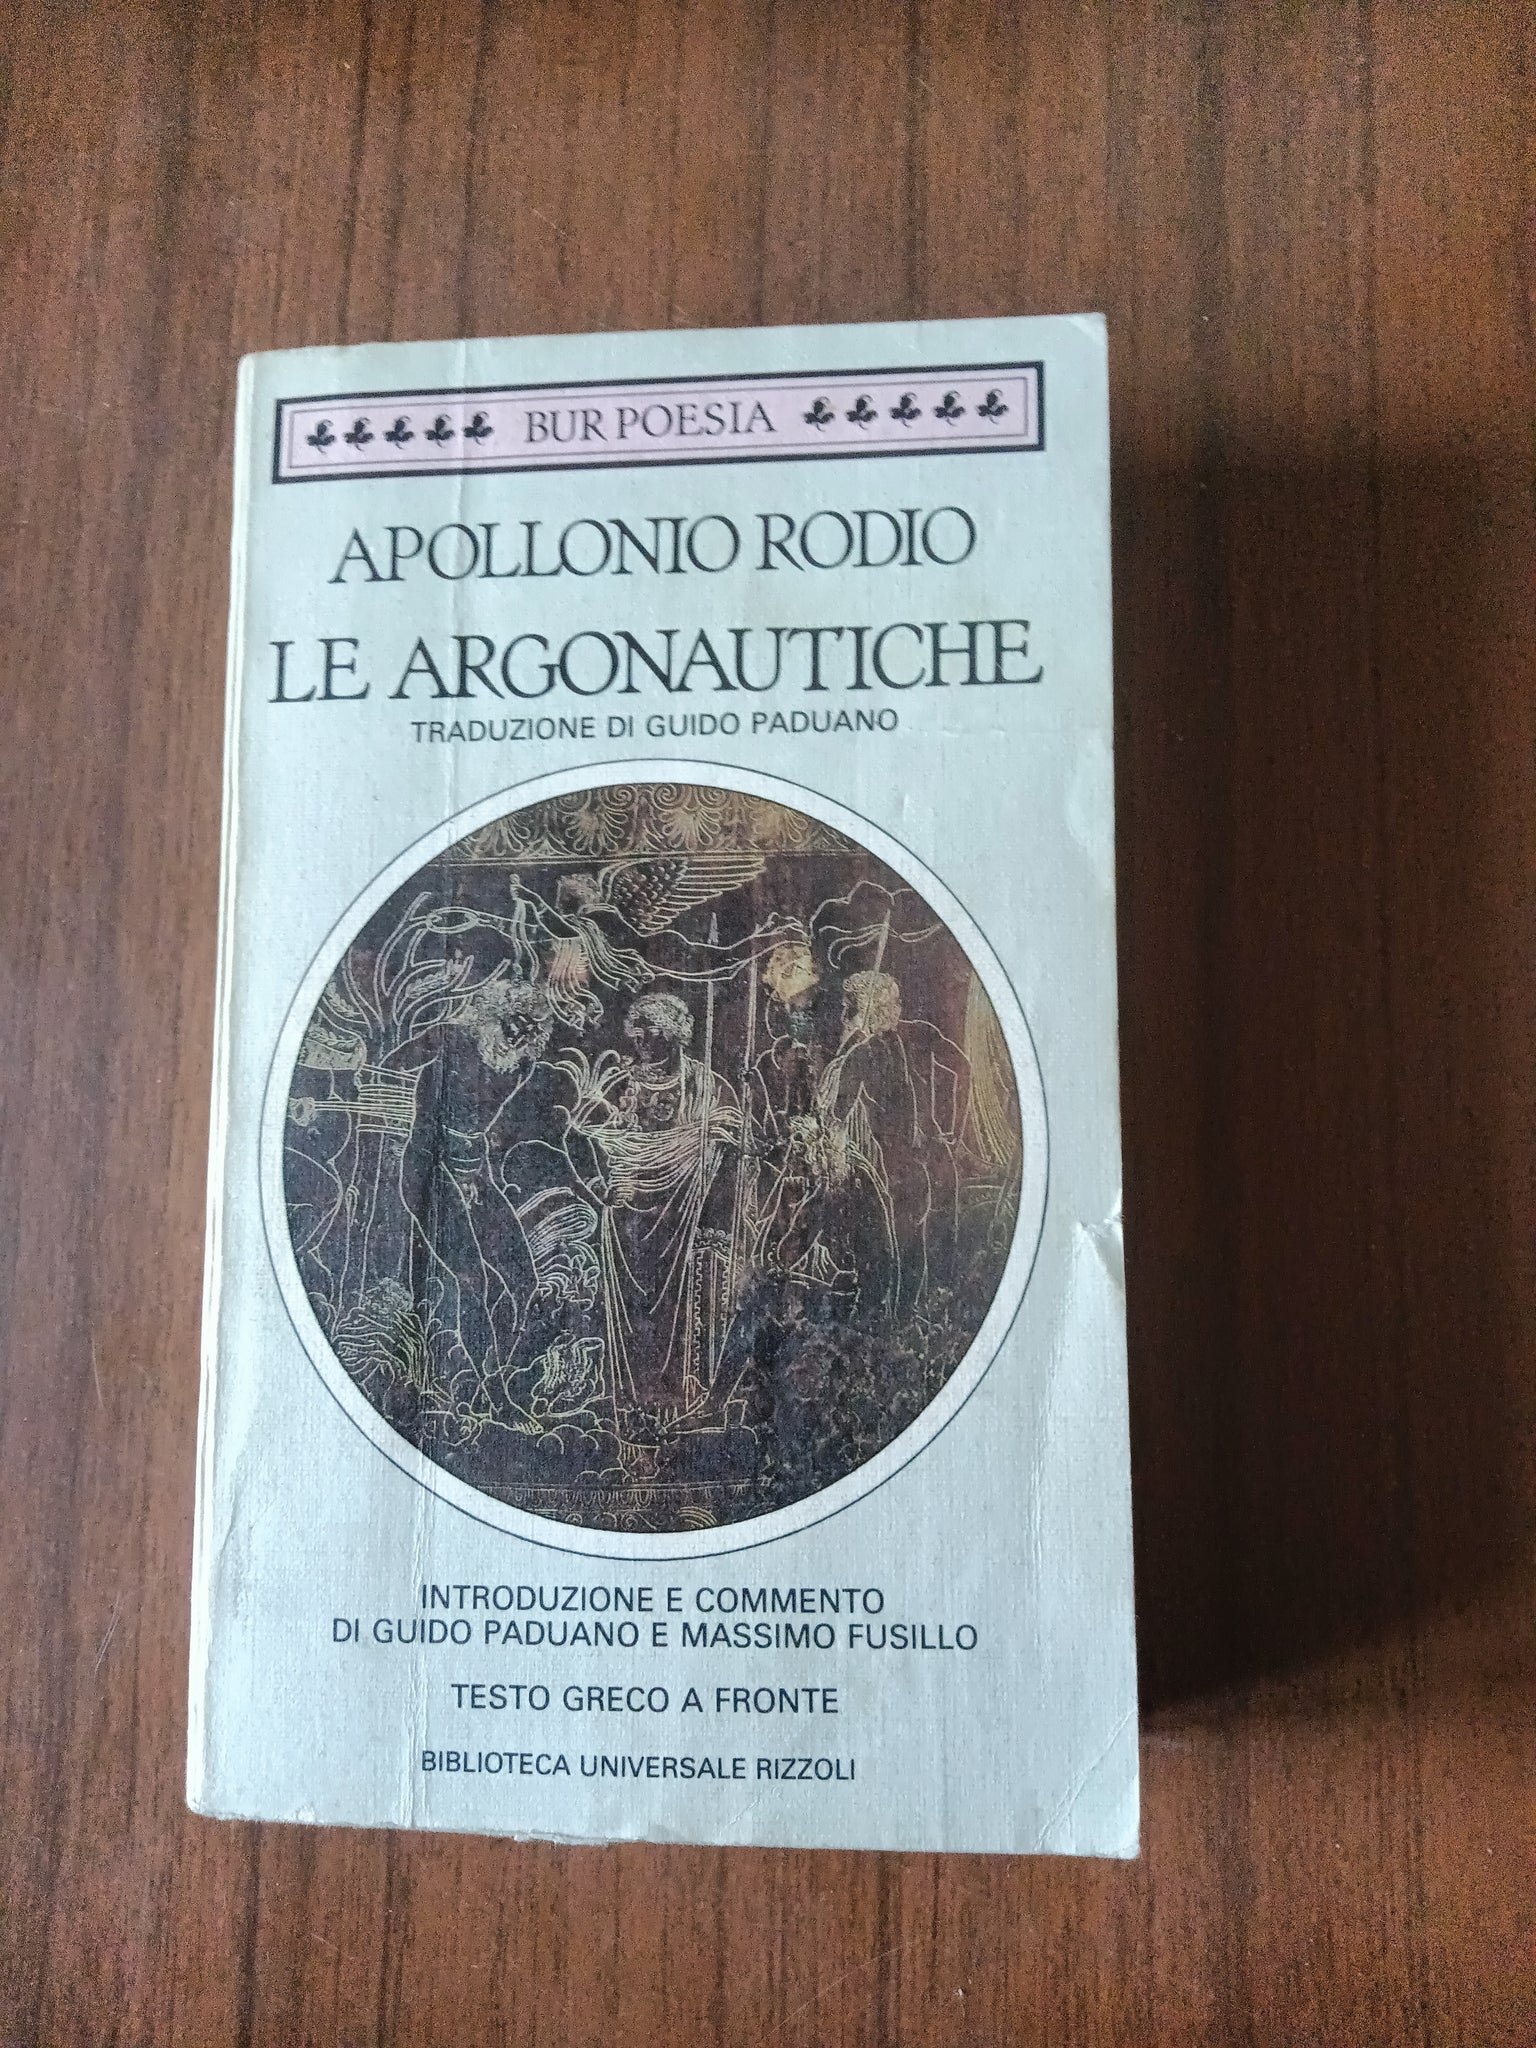 BUR POESIA
APOLLONIO RODIO
LE ARGONAUTICHE
TRADUZIONE DI GUIDO PADUANO
INTRODUZIONE E COMMENTO
DI GUIDO PADUANO E MASSIMO FUSILLO
TESTO GRECO A FRONTE
BIBLIOTECA UNIVERSALE RIZZOLI